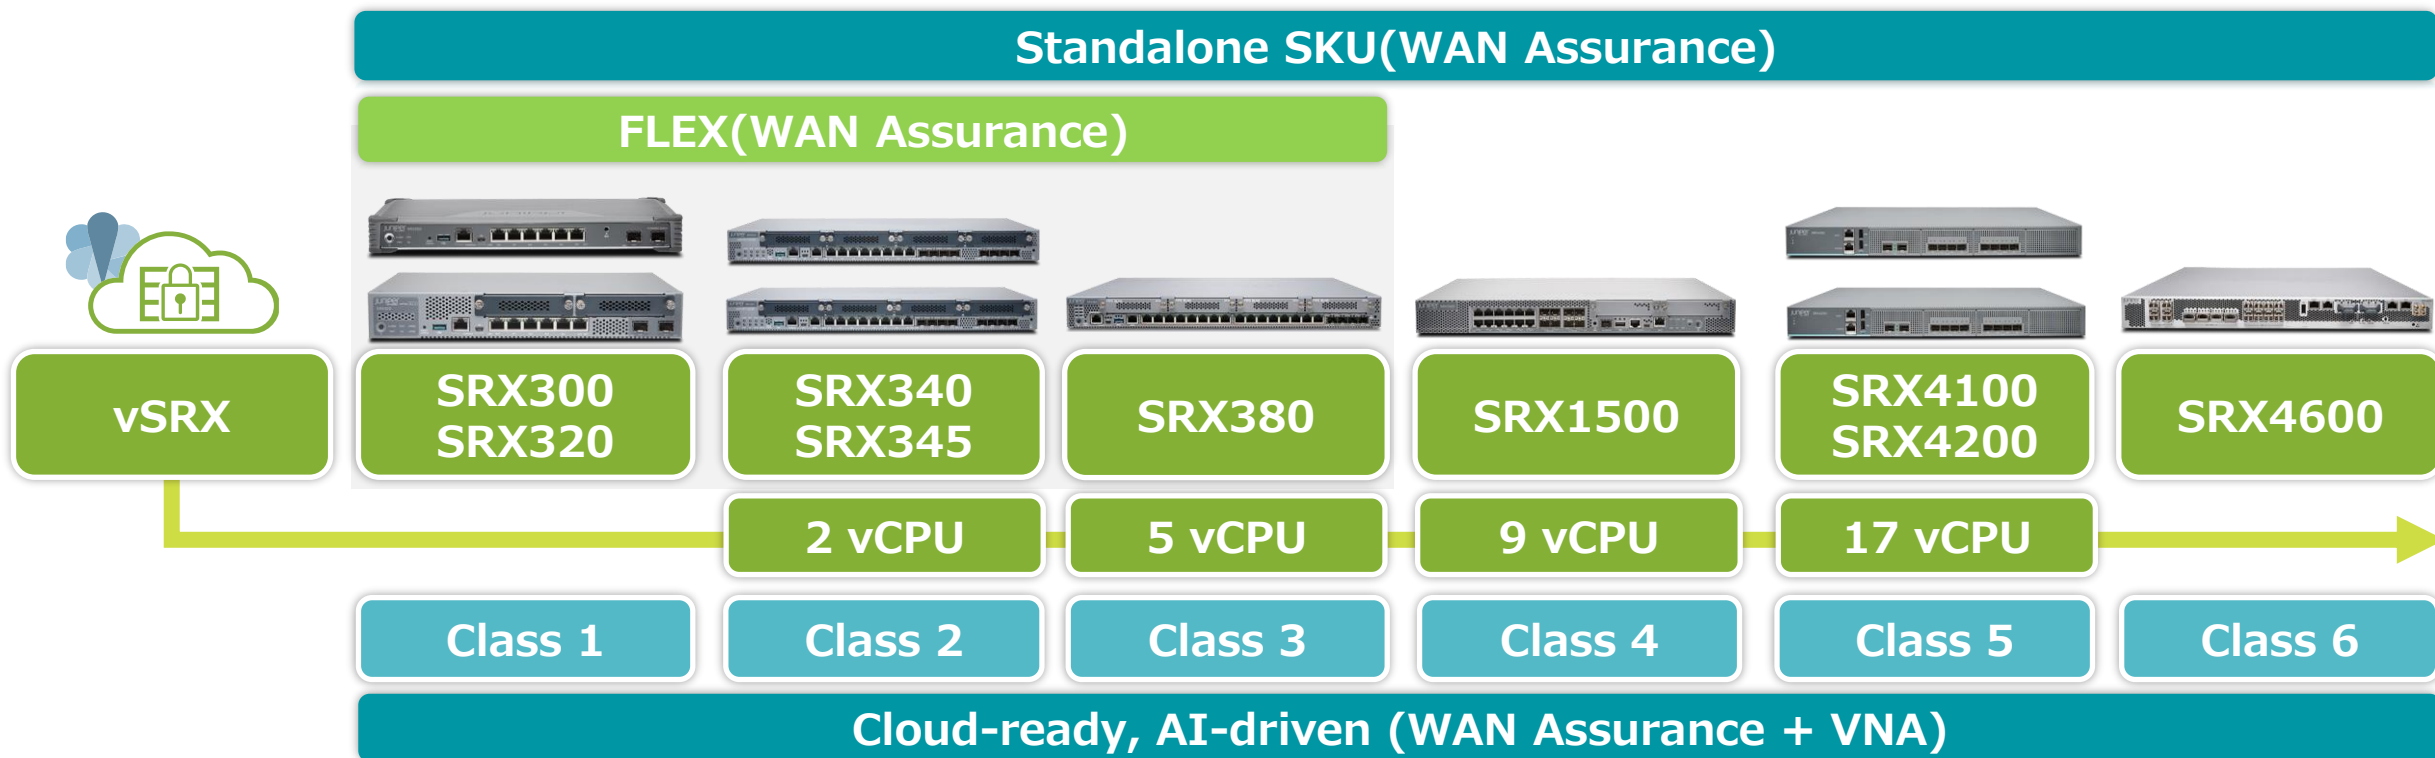 Standalone SKU(WAN Assurance)
FLEX(WAN Assurance)
vSRX
SRX300
SRX320
SRX340
SRX345
SRX380
SRX1500
SRX4100
SRX4200
SRX4600
2 vCPU
5 vCPU
9 vCPU
17 vCPU
Class 1
Class 2
Class 3
Class 4
Class 5
Class 6
Cloud-ready, AI-driven (WAN Assurance + VNA)